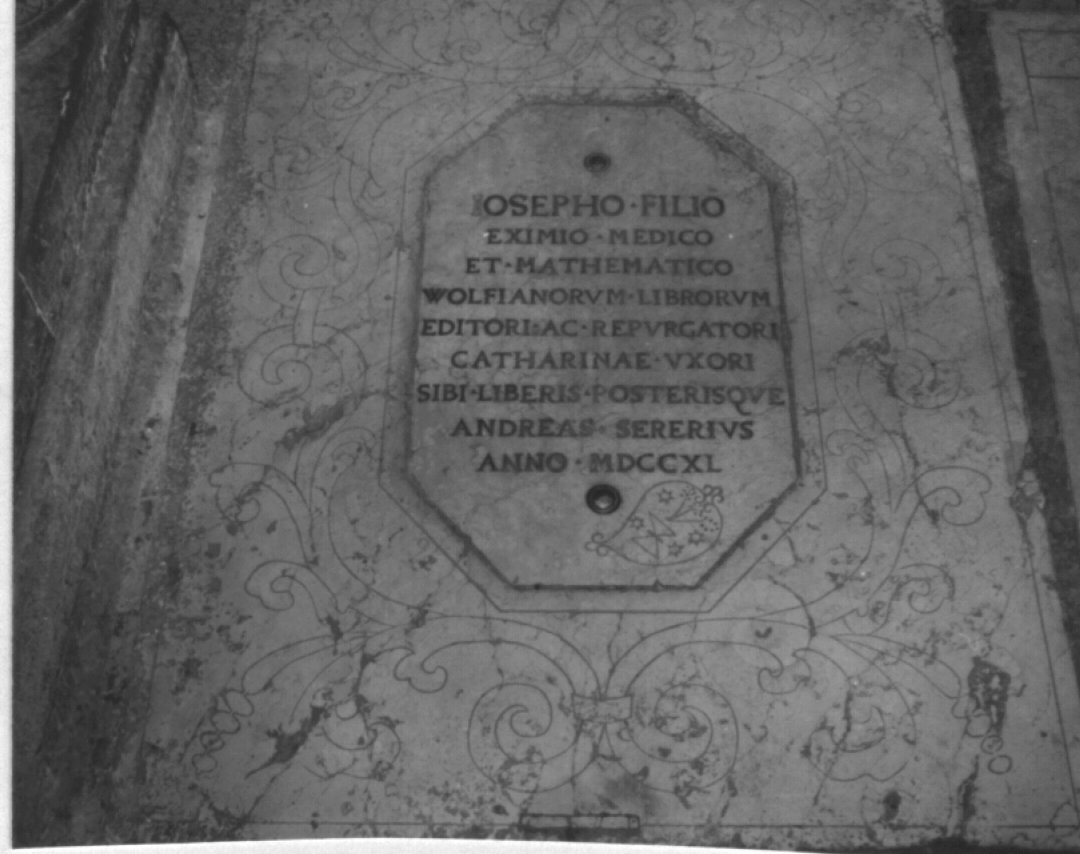 IOSEPHO·FILIO
EXIMIO·MEDICO
ET·MATHEMATICO
WOLFIANORVM·LIBRORVM
EDITORI·AC·REPVRGATORI
CATHARINAE·VXORI
SIBI·LIBERIS·POSTERISQVE
ANDREAS·SERERIVS
ANNO·MDCCXL